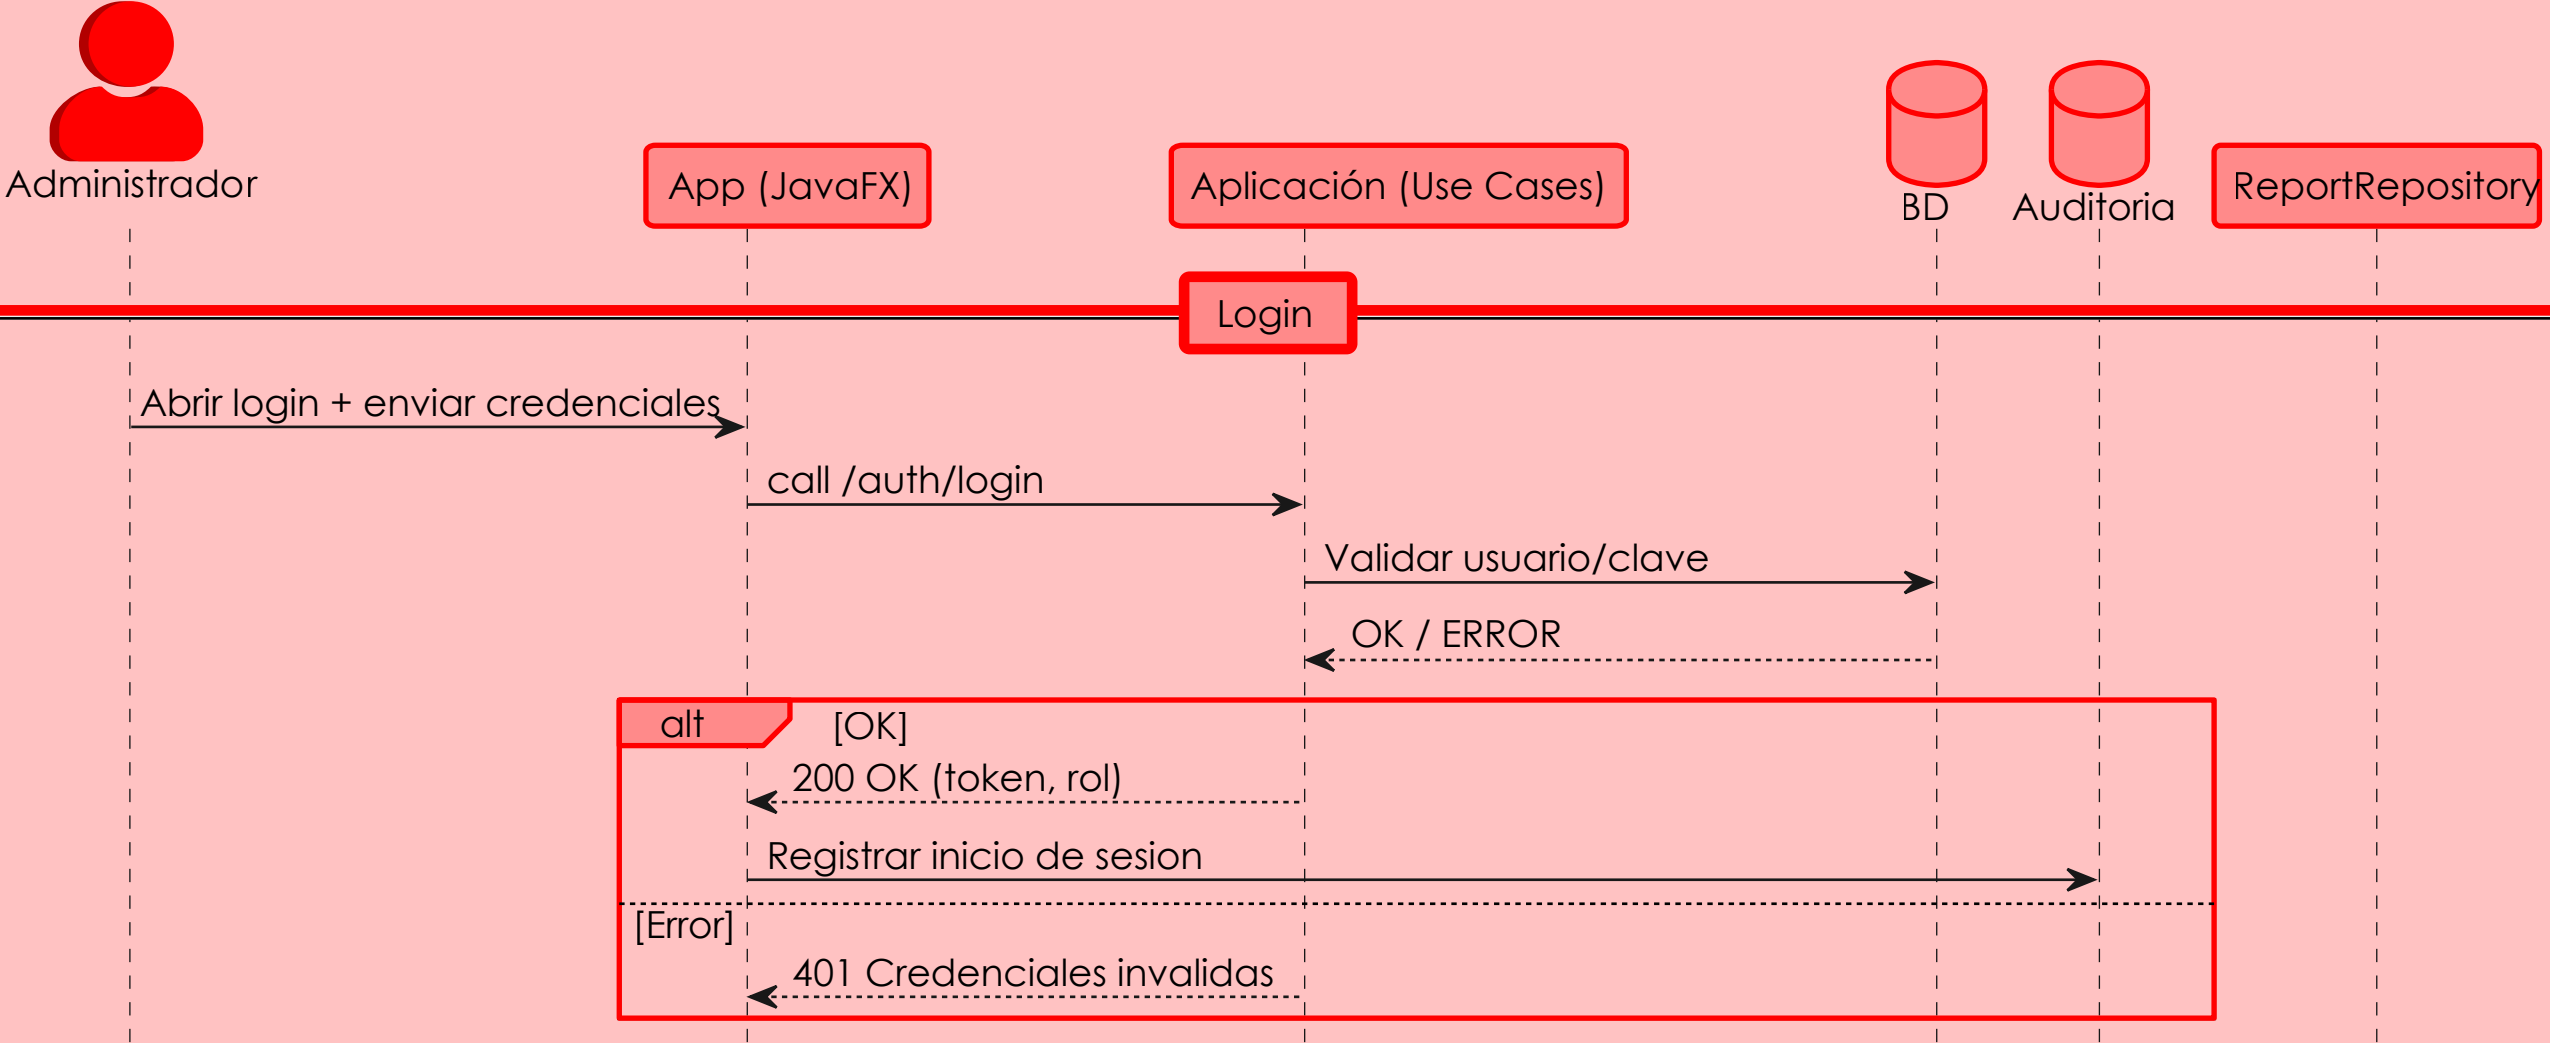 Administrador
App (JavaFX)
Aplicación (Use Cases)
BD
Auditoria
ReportRepository
Login
Abrir login + enviar credenciales
call /auth/login
Validar usuario/clave
OK / ERROR
alt
[OK]
200 OK (token, rol)
Registrar inicio de sesion
[Error]
401 Credenciales invalidas